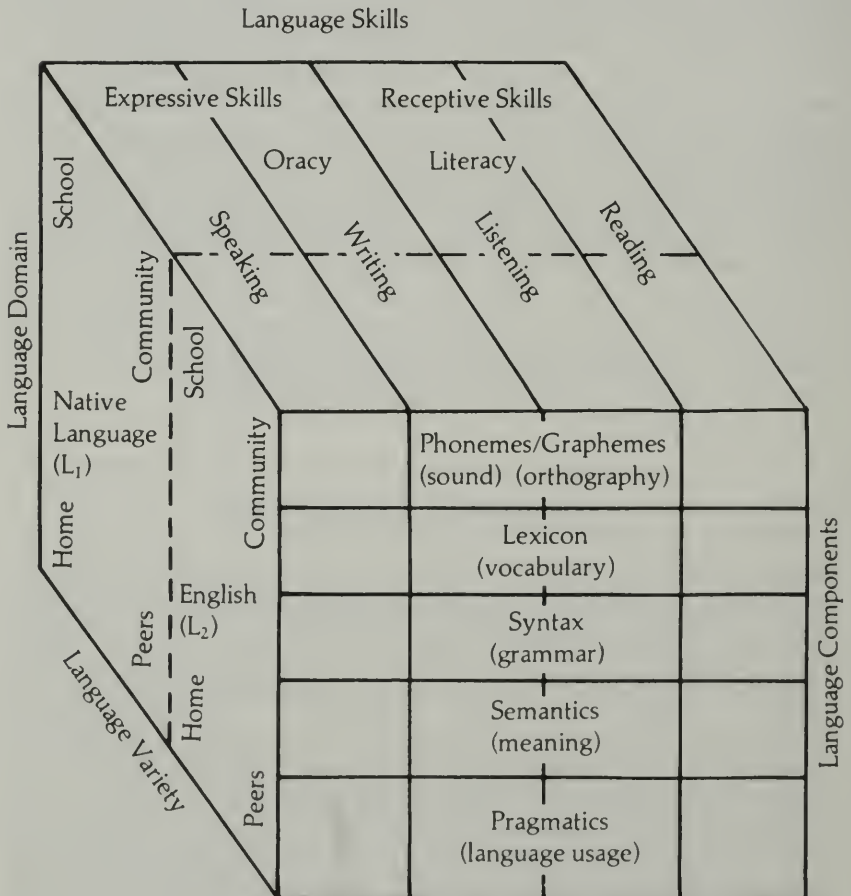 Language Skills
Expressive Skills
Receptive Skills
Oracy
Literacy
Speaking
Writing
Listening
Reading
Language Domain
School
Community
Native
Language
(L₁)
Home
Peers
School
Community
English
(L₂)
Home
Peers
Language Variety
Phonemes/Graphemes
(sound) (orthography)
Lexicon
(vocabulary)
Syntax
(grammar)
Semantics
(meaning)
Pragmatics
(language usage)
Language Components